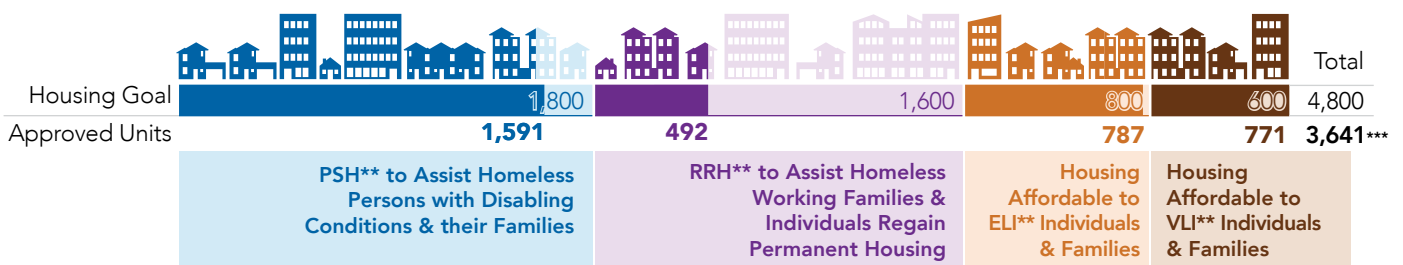 Total
Housing Goal 1,800 1,600 800 600 4,800
Approved Units 1,591 492 787 771 3,641***
PSH** to Assist Homeless
Persons with Disabling
Conditions & their Families
RRH** to Assist Homeless
Working Families &
Individuals Regain
Permanent Housing
Housing
Affordable to
ELI** Individuals
& Families
Housing
Affordable to
VLI** Individuals
& Families